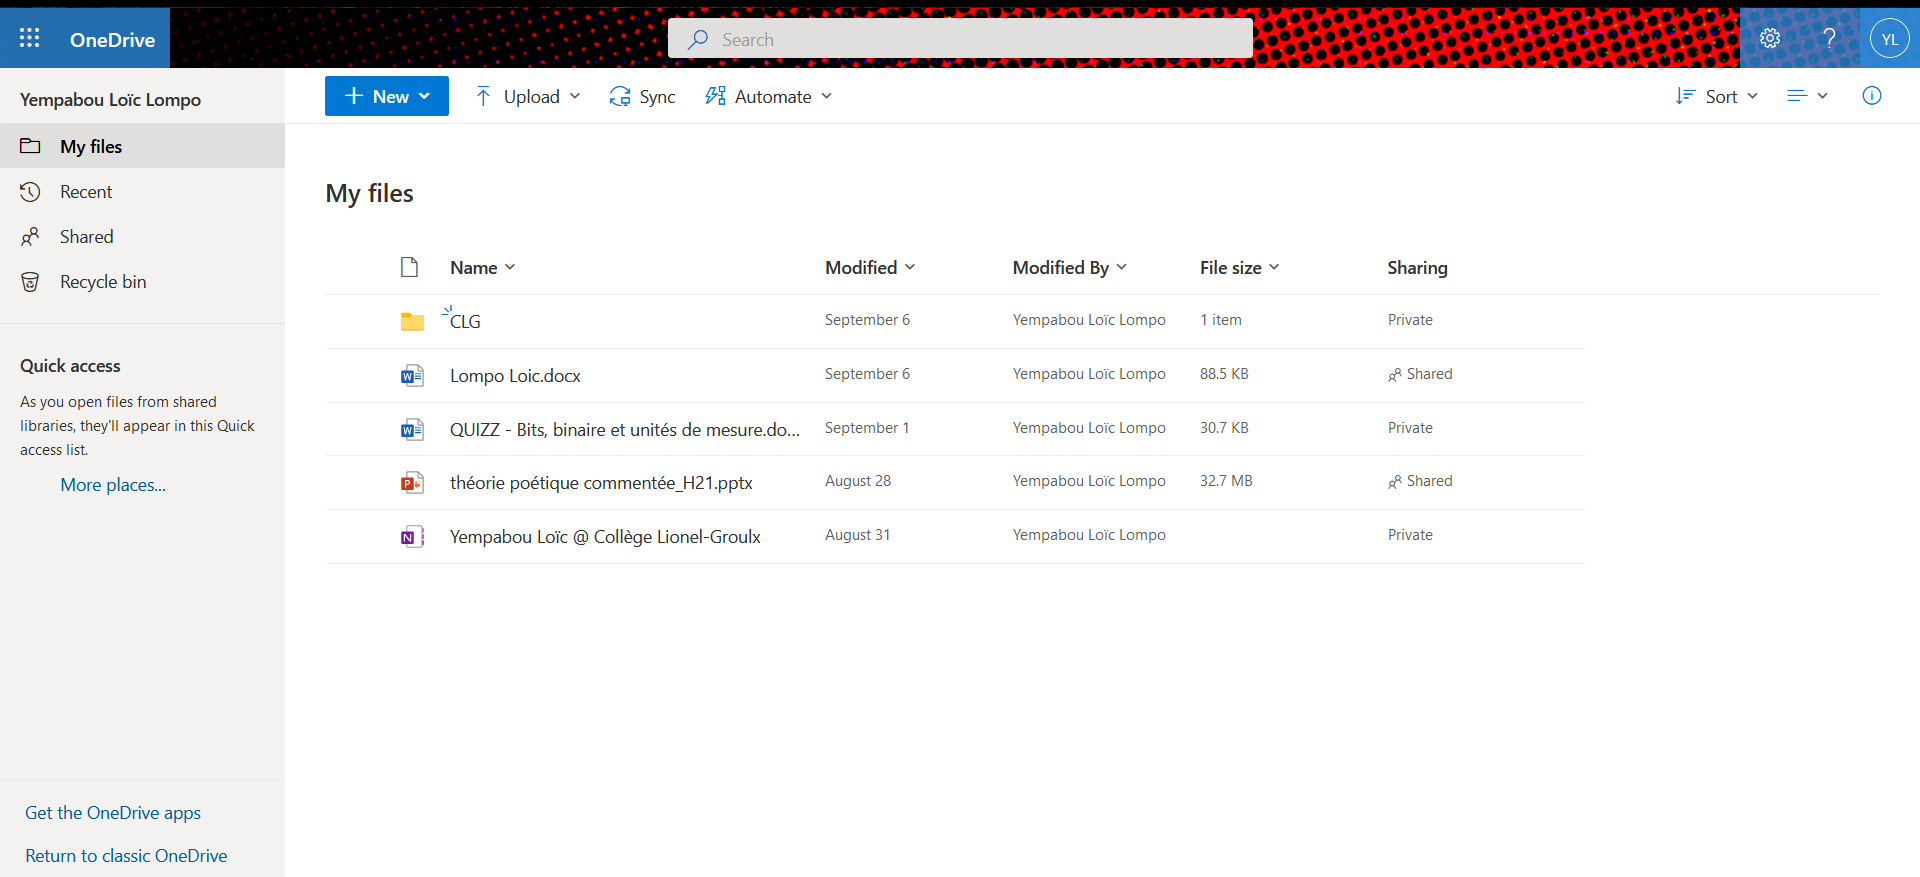 OneDrive
Search
YL
Yempabou Loïc Lompo
My files
Recent
Shared
Recycle bin
Quick access
As you open files from shared
libraries, they'll appear in this Quick
access list.
More places...
Get the OneDrive apps
Return to classic OneDrive
New Upload Sync Automate Sort
My files
Name Modified Modified By File size Sharing
CLG September 6 Yempabou Loïc Lompo 1 item Private
Lompo Loic.docx September 6 Yempabou Loïc Lompo 88.5 KB Shared
QUIZZ - Bits, binaire et unités de mesure.do... September 1 Yempabou Loïc Lompo 30.7 KB Private
théorie poétique commentée_H21.pptx August 28 Yempabou Loïc Lompo 32.7 MB Shared
Yempabou Loïc @ Collège Lionel-Groulx August 31 Yempabou Loïc Lompo Private